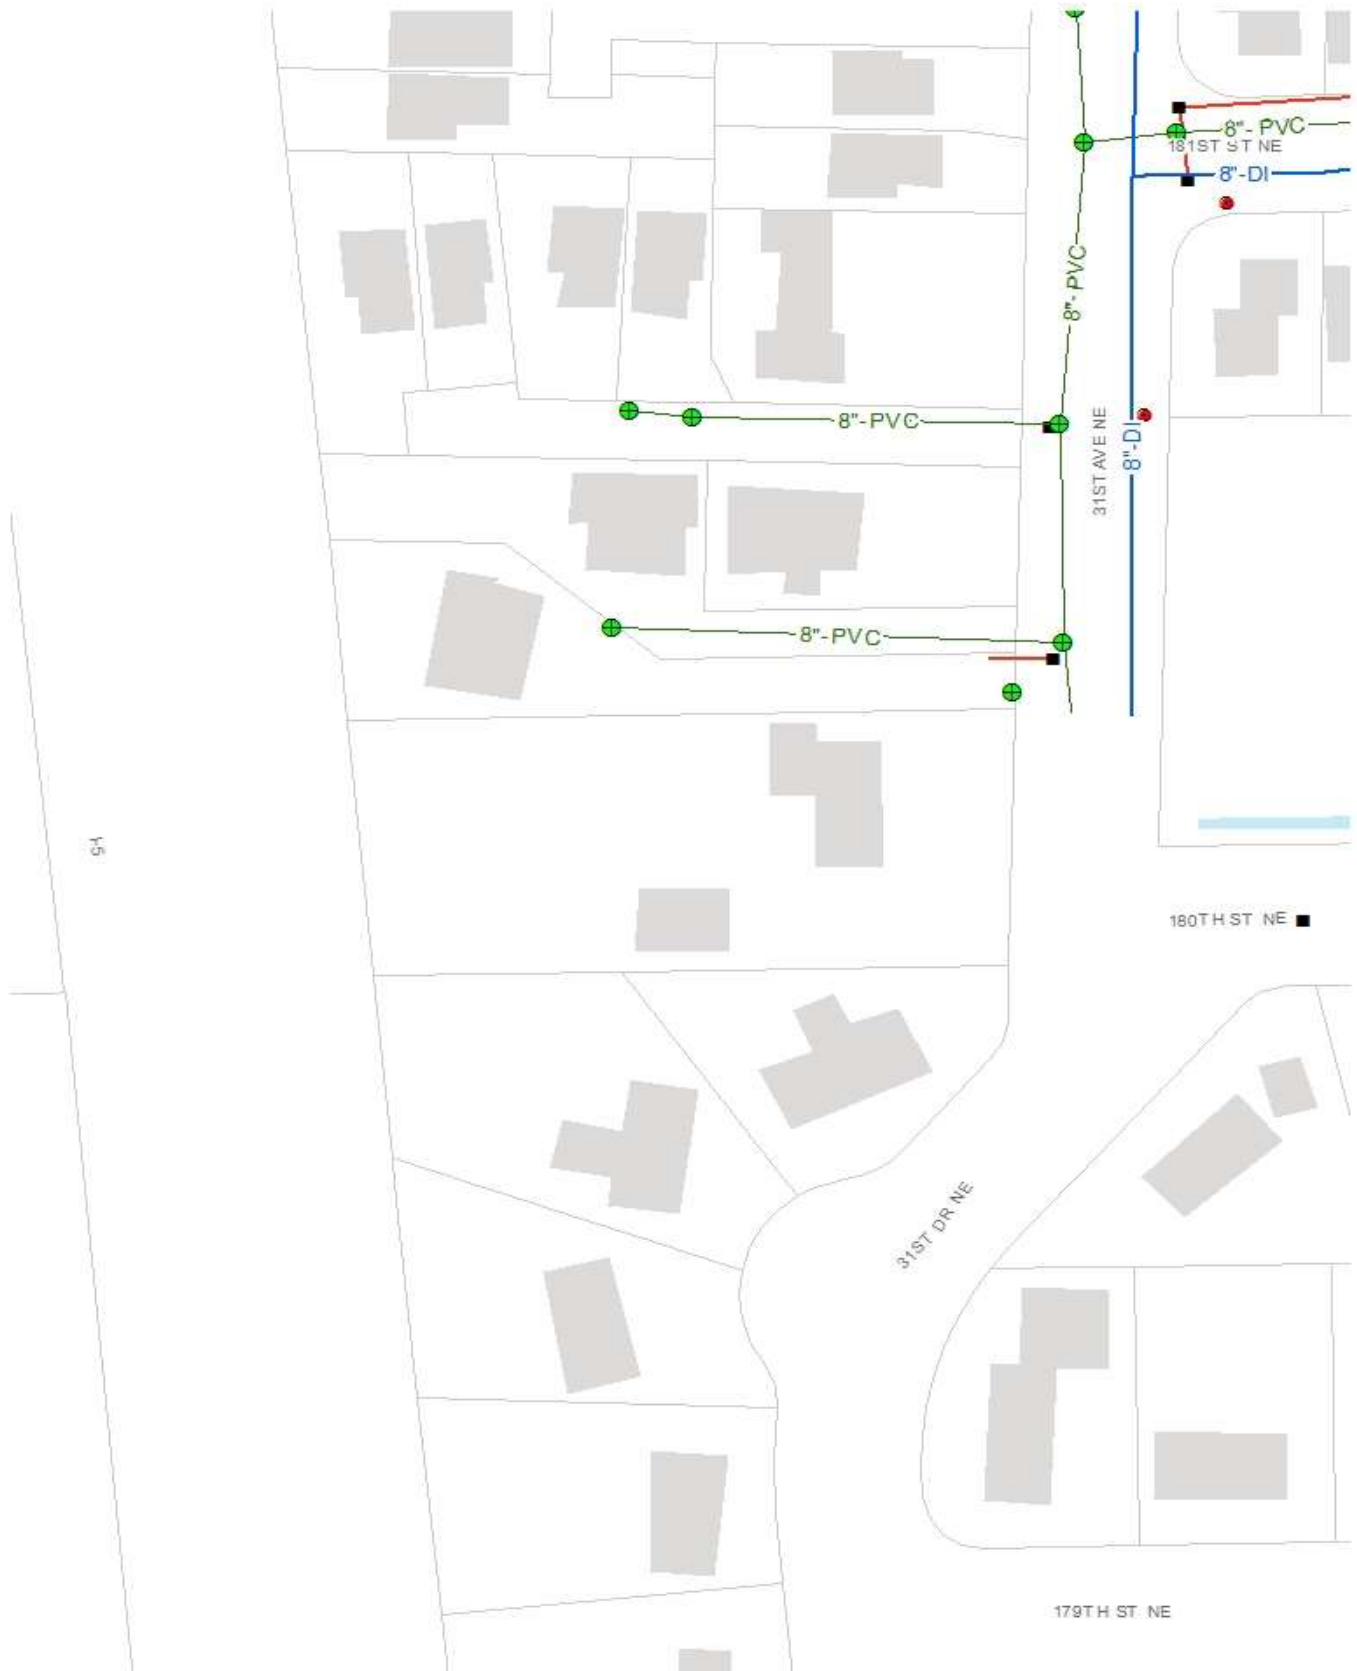 8"-PVC
181ST ST NE
8"-DI
8"-PVC
8"-PVC
31ST AVE NE
8"-DI
8"-PVC
I-5
180TH ST NE
31ST DR NE
179TH ST NE